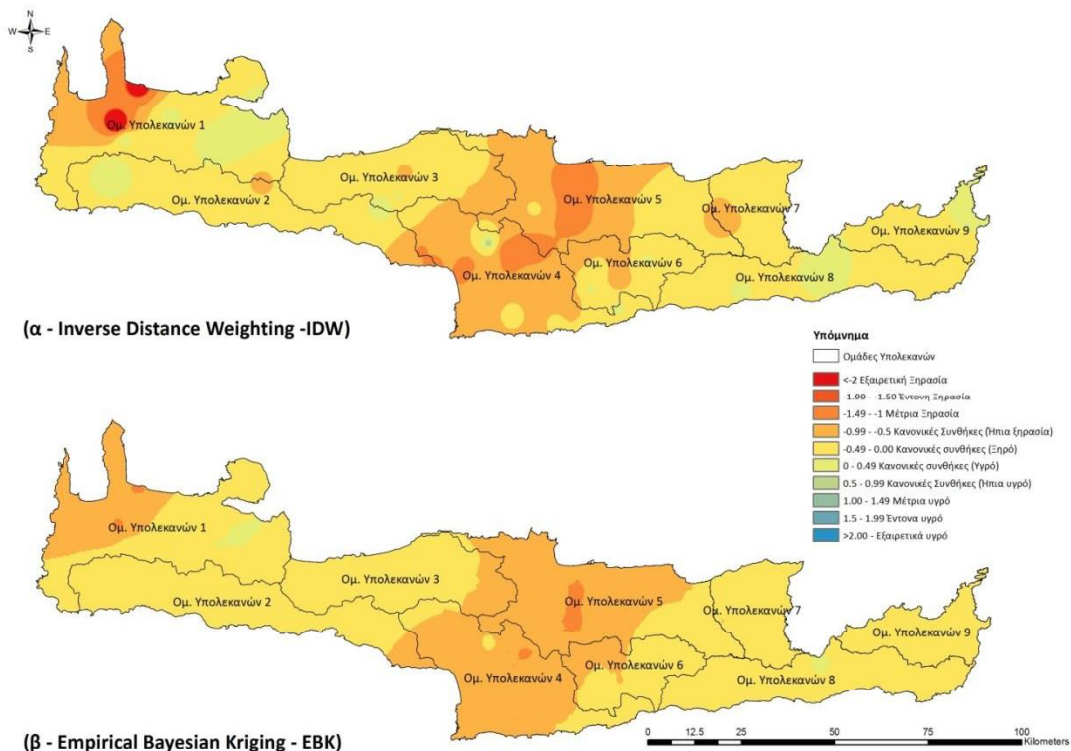 N
W E
S
Ομ. Υπολεκανών 1
Ομ. Υπολεκανών 2
Ομ. Υπολεκανών 3
Ομ. Υπολεκανών 4
Ομ. Υπολεκανών 5
Ομ. Υπολεκανών 6
Ομ. Υπολεκανών 7
Ομ. Υπολεκανών 8
Ομ. Υπολεκανών 9
(α - Inverse Distance Weighting -IDW)
Υπόμνημα
Ομάδες Υπολεκανών
<-2 Εξαιρετική Ξηρασία
-1.99 - -1.50 Έντονη Ξηρασία
-1.49 - -1 Μέτρια Ξηρασία
-0.99 - -0.5 Κανονικές Συνθήκες (Ήπια ξηρασία)
-0.49 - 0.00 Κανονικές συνθήκες (Ξηρό)
0 - 0.49 Κανονικές συνθήκες (Υγρό)
0.5 - 0.99 Κανονικές Συνθήκες (Ήπια υγρό)
1.00 - 1.49 Μέτρια υγρό
1.5 - 1.99 Έντονα υγρό
>2.00 - Εξαιρετικά υγρό
Ομ. Υπολεκανών 1
Ομ. Υπολεκανών 2
Ομ. Υπολεκανών 3
Ομ. Υπολεκανών 4
Ομ. Υπολεκανών 5
Ομ. Υπολεκανών 6
Ομ. Υπολεκανών 7
Ομ. Υπολεκανών 8
Ομ. Υπολεκανών 9
(β - Empirical Bayesian Kriging - EBK)
0 12.5 25 50 75 100
Kilometers